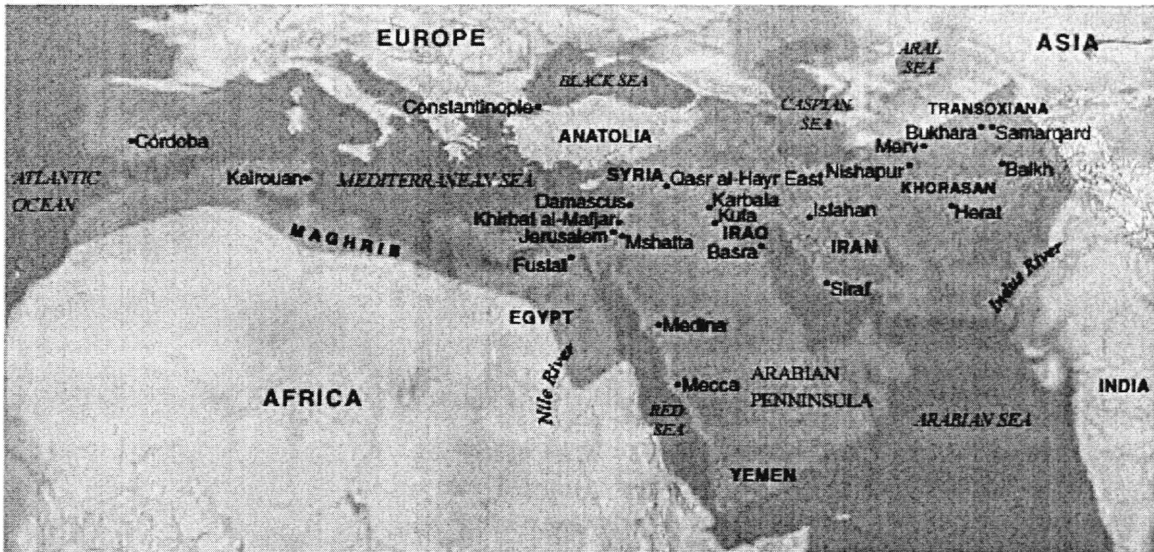 EUROPE
ASIA
ARAL
SEA
BLACK SEA
Constantinople
CASPIAN
SEA
TRANSOXIANA
ANATOLIA
Bukhara
Samarqard
Córdoba
Merv
ATLANTIC
OCEAN
Kairouan
MEDITERRANEAN SEA
SYRIA
Qasr al-Hayr East
Nishapur
Balkh
KHORASAN
Damascus
Karbala
Herat
Khirbat al-Mafjar
Kufa
Isfahan
MAGHRIB
Jerusalem
Mshatta
IRAQ
Basra
IRAN
Fustat
Indus River
Siraf
EGYPT
Medina
Nile River
AFRICA
Mecca
ARABIAN
PENNINSULA
INDIA
RED
SEA
ARABIAN SEA
YEMEN